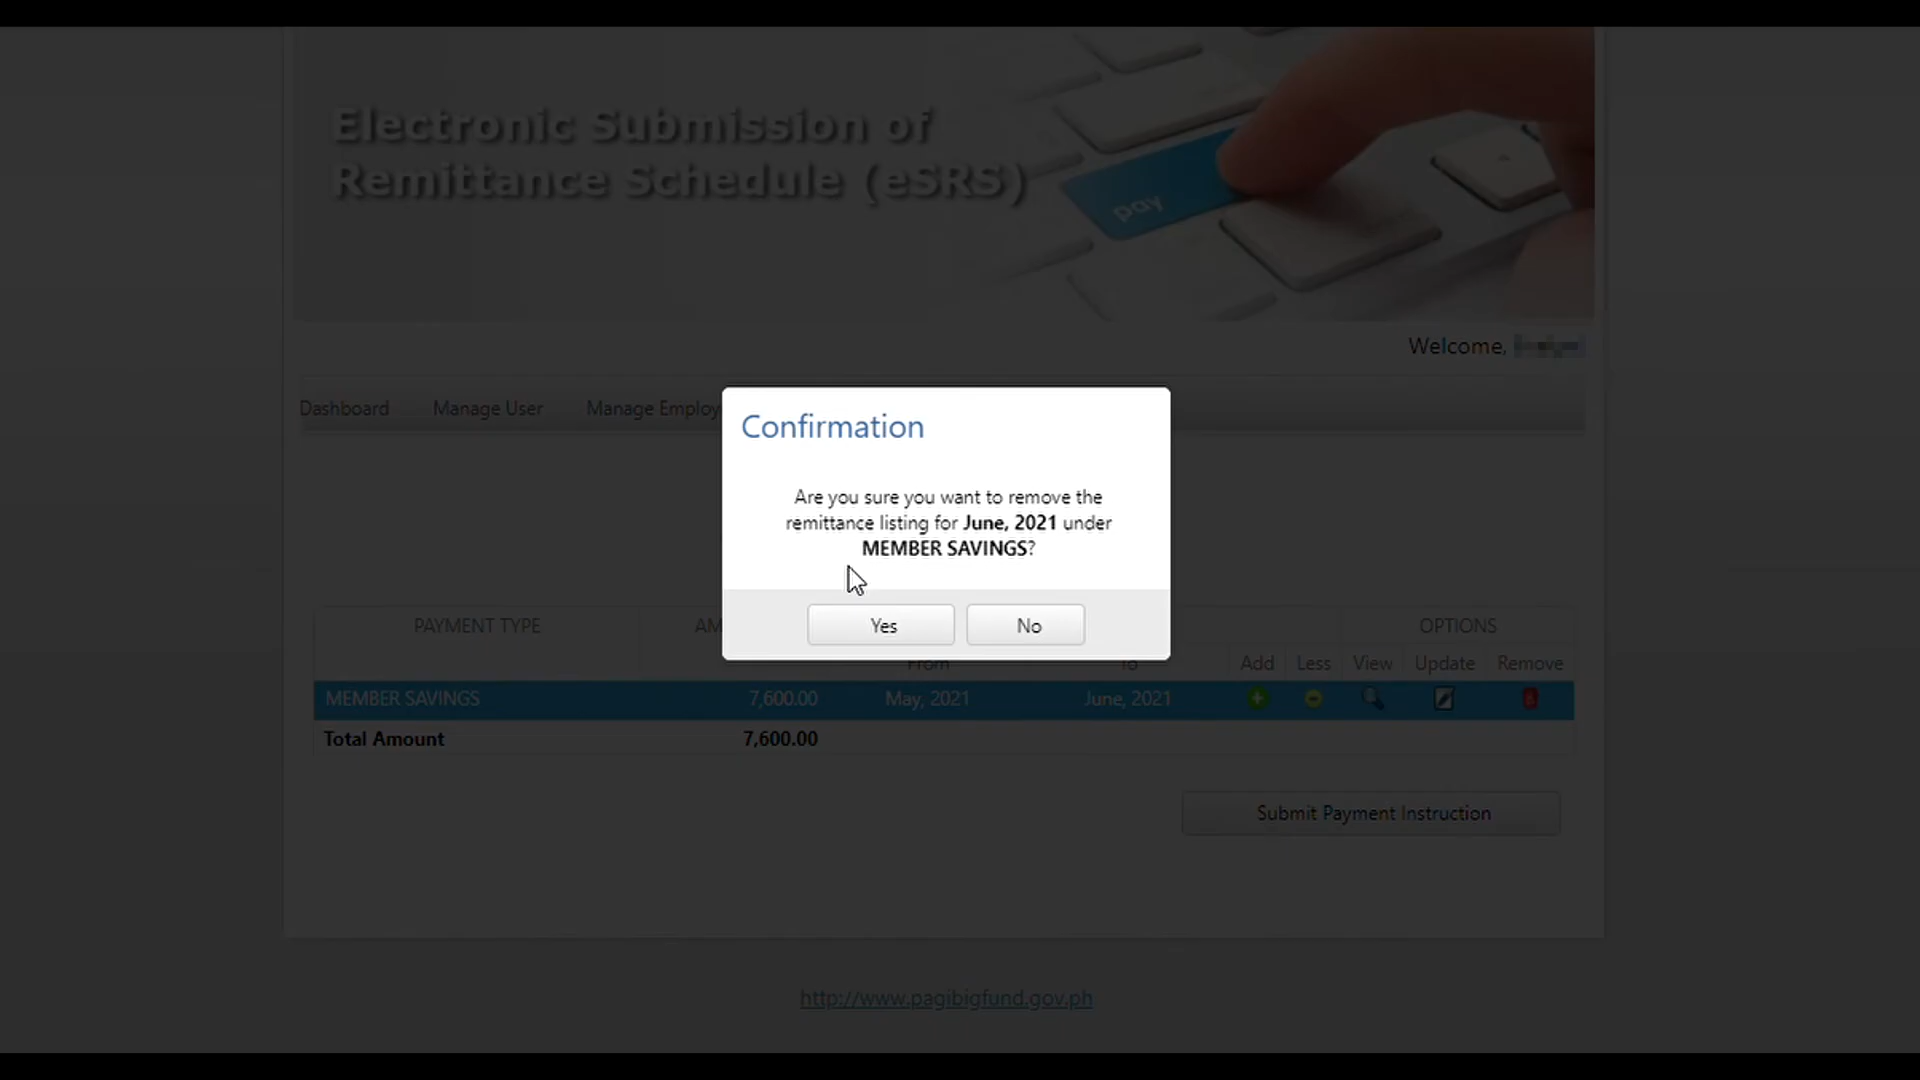 Electronic Submission of
Remittance Schedule (eSRS)
pay
Welcome,
Dashboard Manage User Manage Employ
Confirmation
Are you sure you want to remove the
remittance listing for June, 2021 under
MEMBER SAVINGS?
Yes No
PAYMENT TYPE AM OPTIONS
From To Add Less View Update Remove
MEMBER SAVINGS 7,600.00 May, 2021 June, 2021
Total Amount 7,600.00
Submit Payment Instruction
http://www.pagibigfund.gov.ph